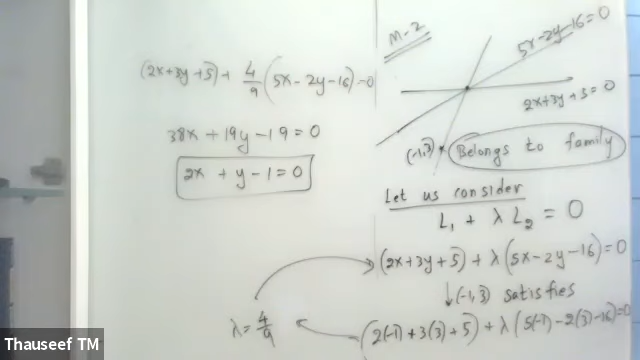 M-2
5x-2y-16=0
2x+3y+5=0
(-1,3)
Belongs to family
Let us consider
L₁ + λ L₂ = 0
(2x+3y+5) + λ(5x-2y-16)=0
↓(-1,3) satisfies
(2(-1)+3(3)+5) + λ(5(-1)-2(3)-16)=0
λ=4/9
(2x+3y+5) + 4/9 (5x-2y-16)=0
38x+19y-19=0
2x+y-1=0
Thauseef TM